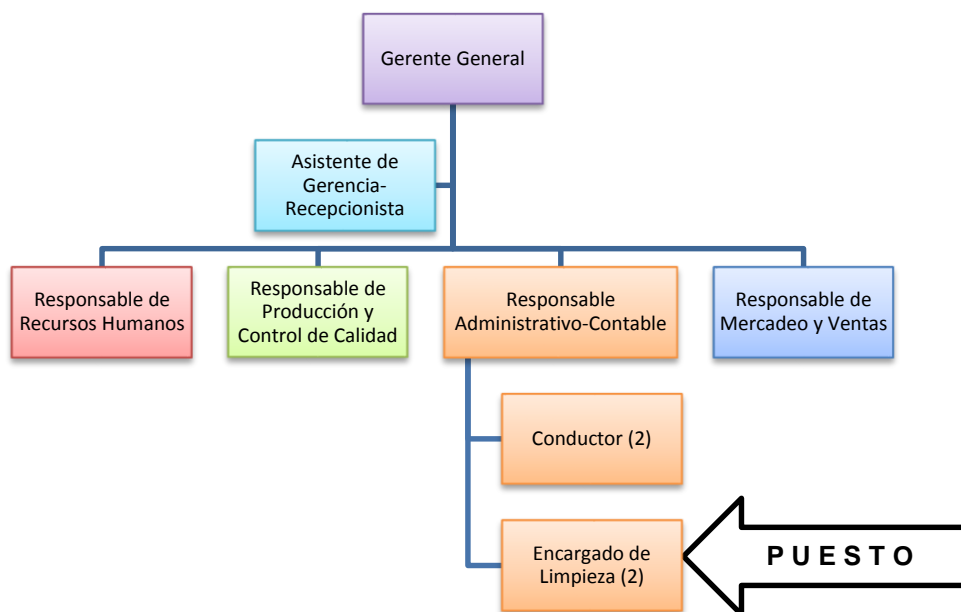 Gerente General
Asistente de
Gerencia-
Recepcionista
Responsable de
Recursos Humanos
Responsable de
Producción y
Control de Calidad
Responsable
Administrativo-Contable
Responsable de
Mercadeo y Ventas
Conductor (2)
Encargado de
Limpieza (2)
P U E S T O